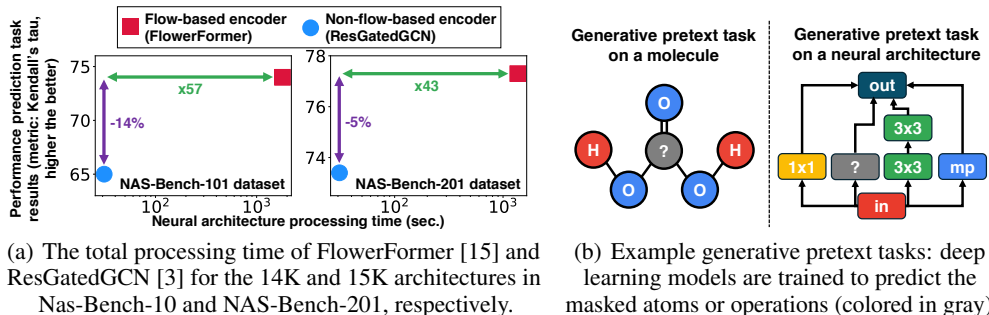 Flow-based encoder
(FlowerFormer)
Non-flow-based encoder
(ResGatedGCN)
Performance prediction task
results (metric: Kendall's tau,
higher the better)
75
70
65
x57
-14%
NAS-Bench-101 dataset
10²
10³
78
76
74
x43
-5%
NAS-Bench-201 dataset
10²
10³
Neural architecture processing time (sec.)
(a) The total processing time of FlowerFormer [15] and
ResGatedGCN [3] for the 14K and 15K architectures in
Nas-Bench-10 and NAS-Bench-201, respectively.
Generative pretext task
on a molecule
O
H
?
H
O
O
Generative pretext task
on a neural architecture
out
3x3
1x1
?
3x3
mp
in
(b) Example generative pretext tasks: deep
learning models are trained to predict the
masked atoms or operations (colored in gray)